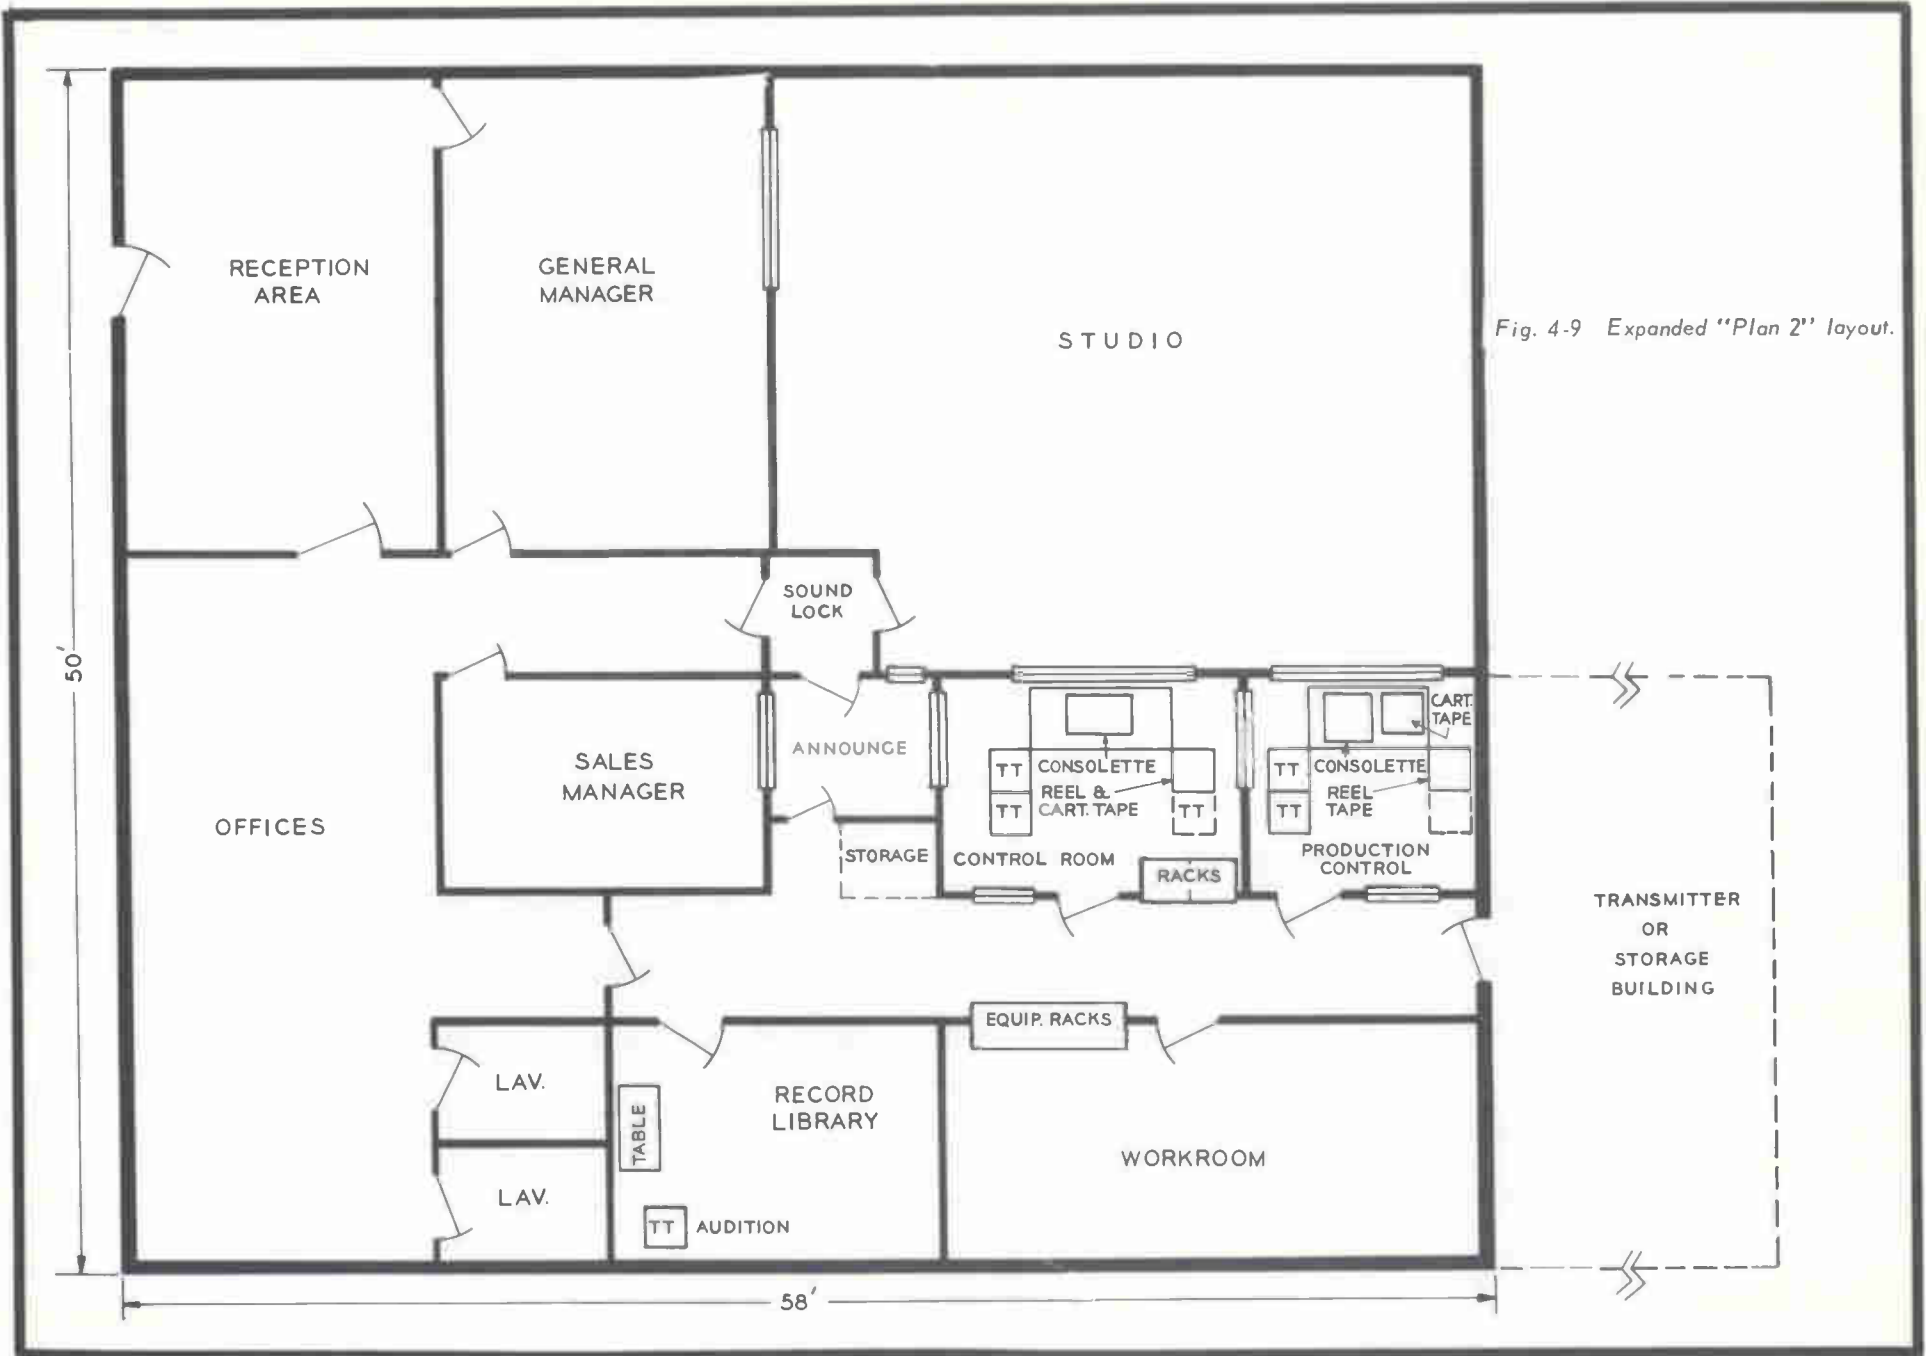 RECEPTION
AREA
GENERAL
MANAGER
STUDIO
Fig. 4-9 Expanded "Plan 2" layout.
SOUND
LOCK
50'
OFFICES
SALES
MANAGER
ANNOUNCE
STORAGE
CONSOLETTE
TT
TT
REEL &
CART. TAPE
TT
CONTROL ROOM
RACKS
CART.
TAPE
TT
CONSOLETTE
TT
REEL
TAPE
PRODUCTION
CONTROL
TRANSMITTER
OR
STORAGE
BUILDING
EQUIP. RACKS
LAV.
LAV.
TABLE
RECORD
LIBRARY
TT
AUDITION
WORKROOM
58'